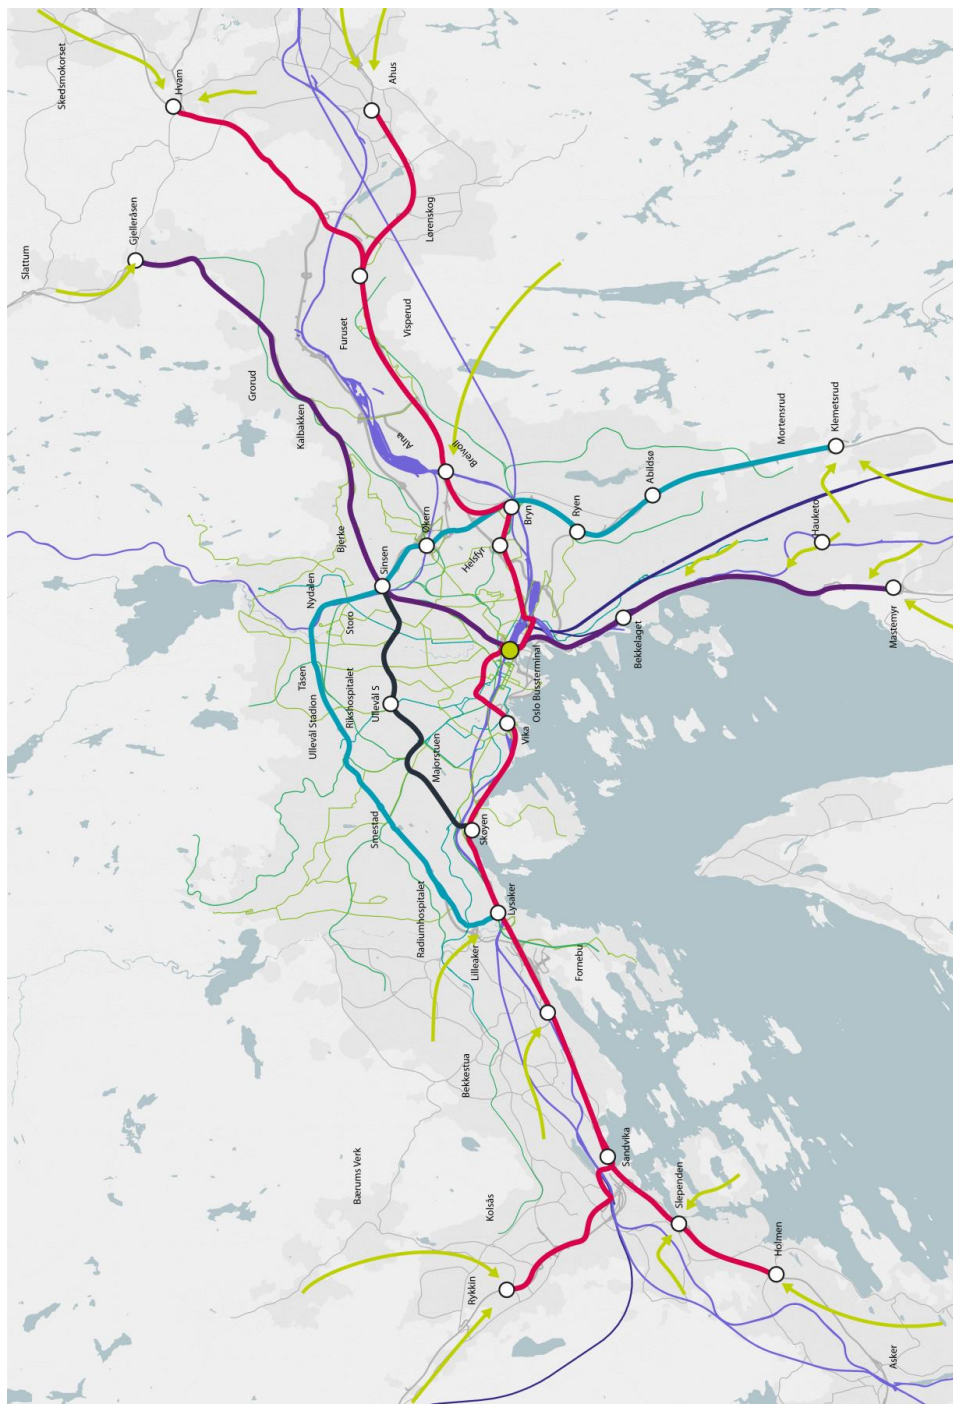 Slattum
Skedsmokorset
Gjelleråsen
Hvam
Grorud
Kalbakken
Tåsen
Nydalen
Ullevål Stadion
Bjerke
Furuset
Rikshospitalet
Storo
Bærums Verk
Smestad
Ullevål S
Sinsen
Ahus
Alna
Visperud
Radiumhospitalet
Økern
Lørenskog
Majorstuen
Breivoll
Bekkestua
Helsfyr
Rykkin
Lilleaker
Skøyen
Kolsås
Lysaker
Vika
Bryn
Oslo Bussterminal
Ryen
Fornebu
Sandvika
Bekkelaget
Abildsø
Slependen
Holmen
Mortensrud
Hauketo
Klemetsrud
Asker
Mastemyr